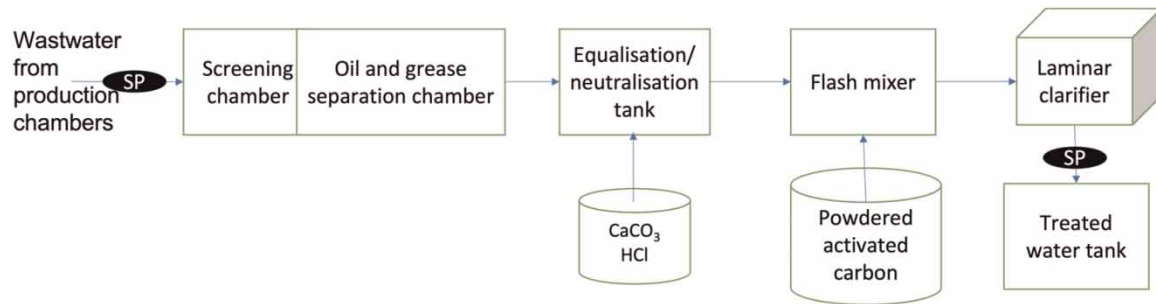 Wastwater
from
production
chambers
SP
Screening
chamber
Oil and grease
separation chamber
Equalisation/
neutralisation
tank
Flash mixer
Laminar
clarifier
SP
CaCO₃
HCl
Powdered
activated
carbon
Treated
water tank